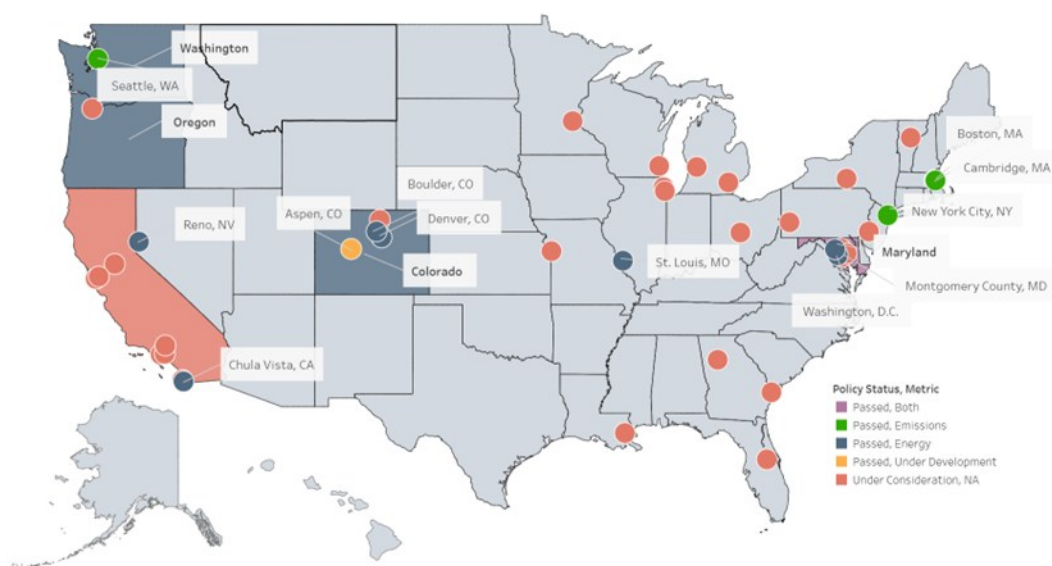 Washington
Seattle, WA
Oregon
Boulder, CO
Aspen, CO
Denver, CO
Reno, NV
Colorado
Chula Vista, CA
St. Louis, MO
Boston, MA
Cambridge, MA
New York City, NY
Maryland
Montgomery County, MD
Washington, D.C.
Policy Status, Metric
Passed, Both
Passed, Emissions
Passed, Energy
Passed, Under Development
Under Consideration, NA